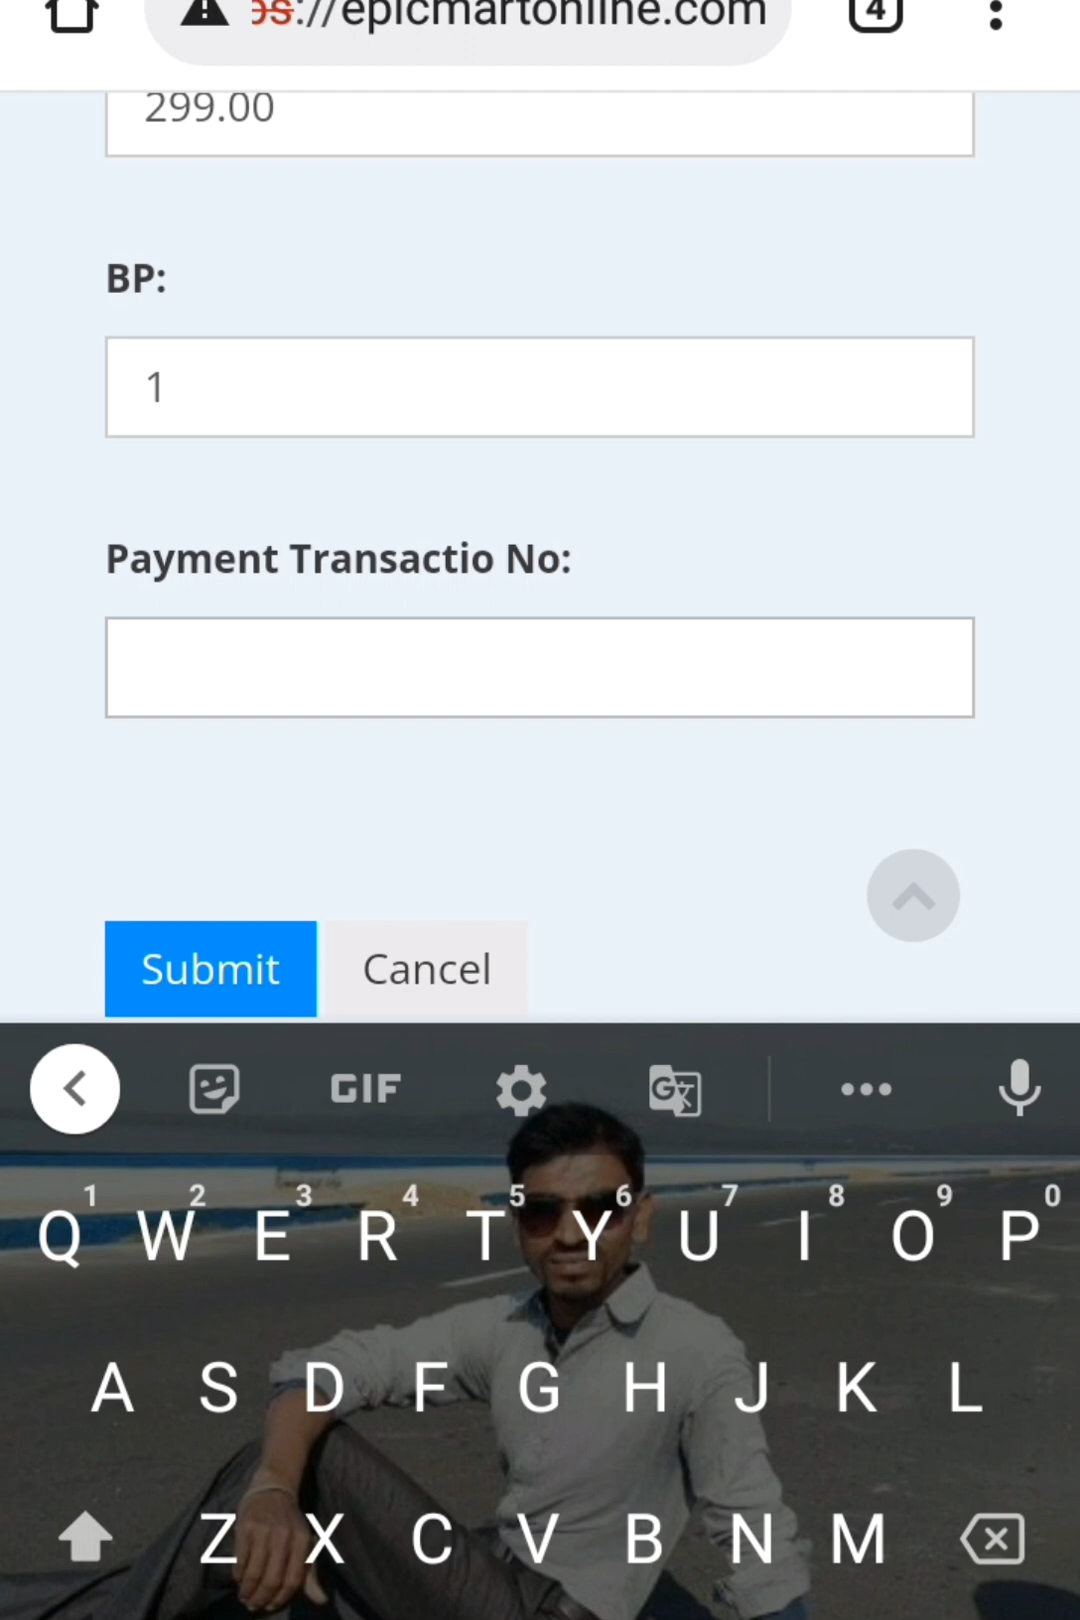 ://epicmartonline.com
4
299.00
BP:
1
Payment Transactio No:
Submit Cancel
GIF G
1 2 3 4 5 6 7 8 9 0
Q W E R T Y U I O P
A S D F G H J K L
Z X C V B N M